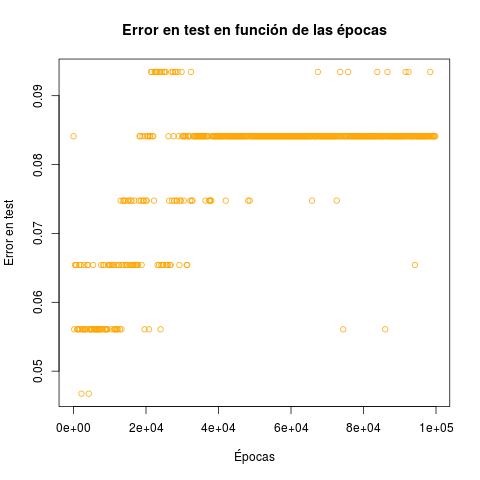 Error en test en función de las épocas
Error en test
0.09
0.08
0.07
0.06
0.05
0e+00 2e+04 4e+04 6e+04 8e+04 1e+05
Épocas